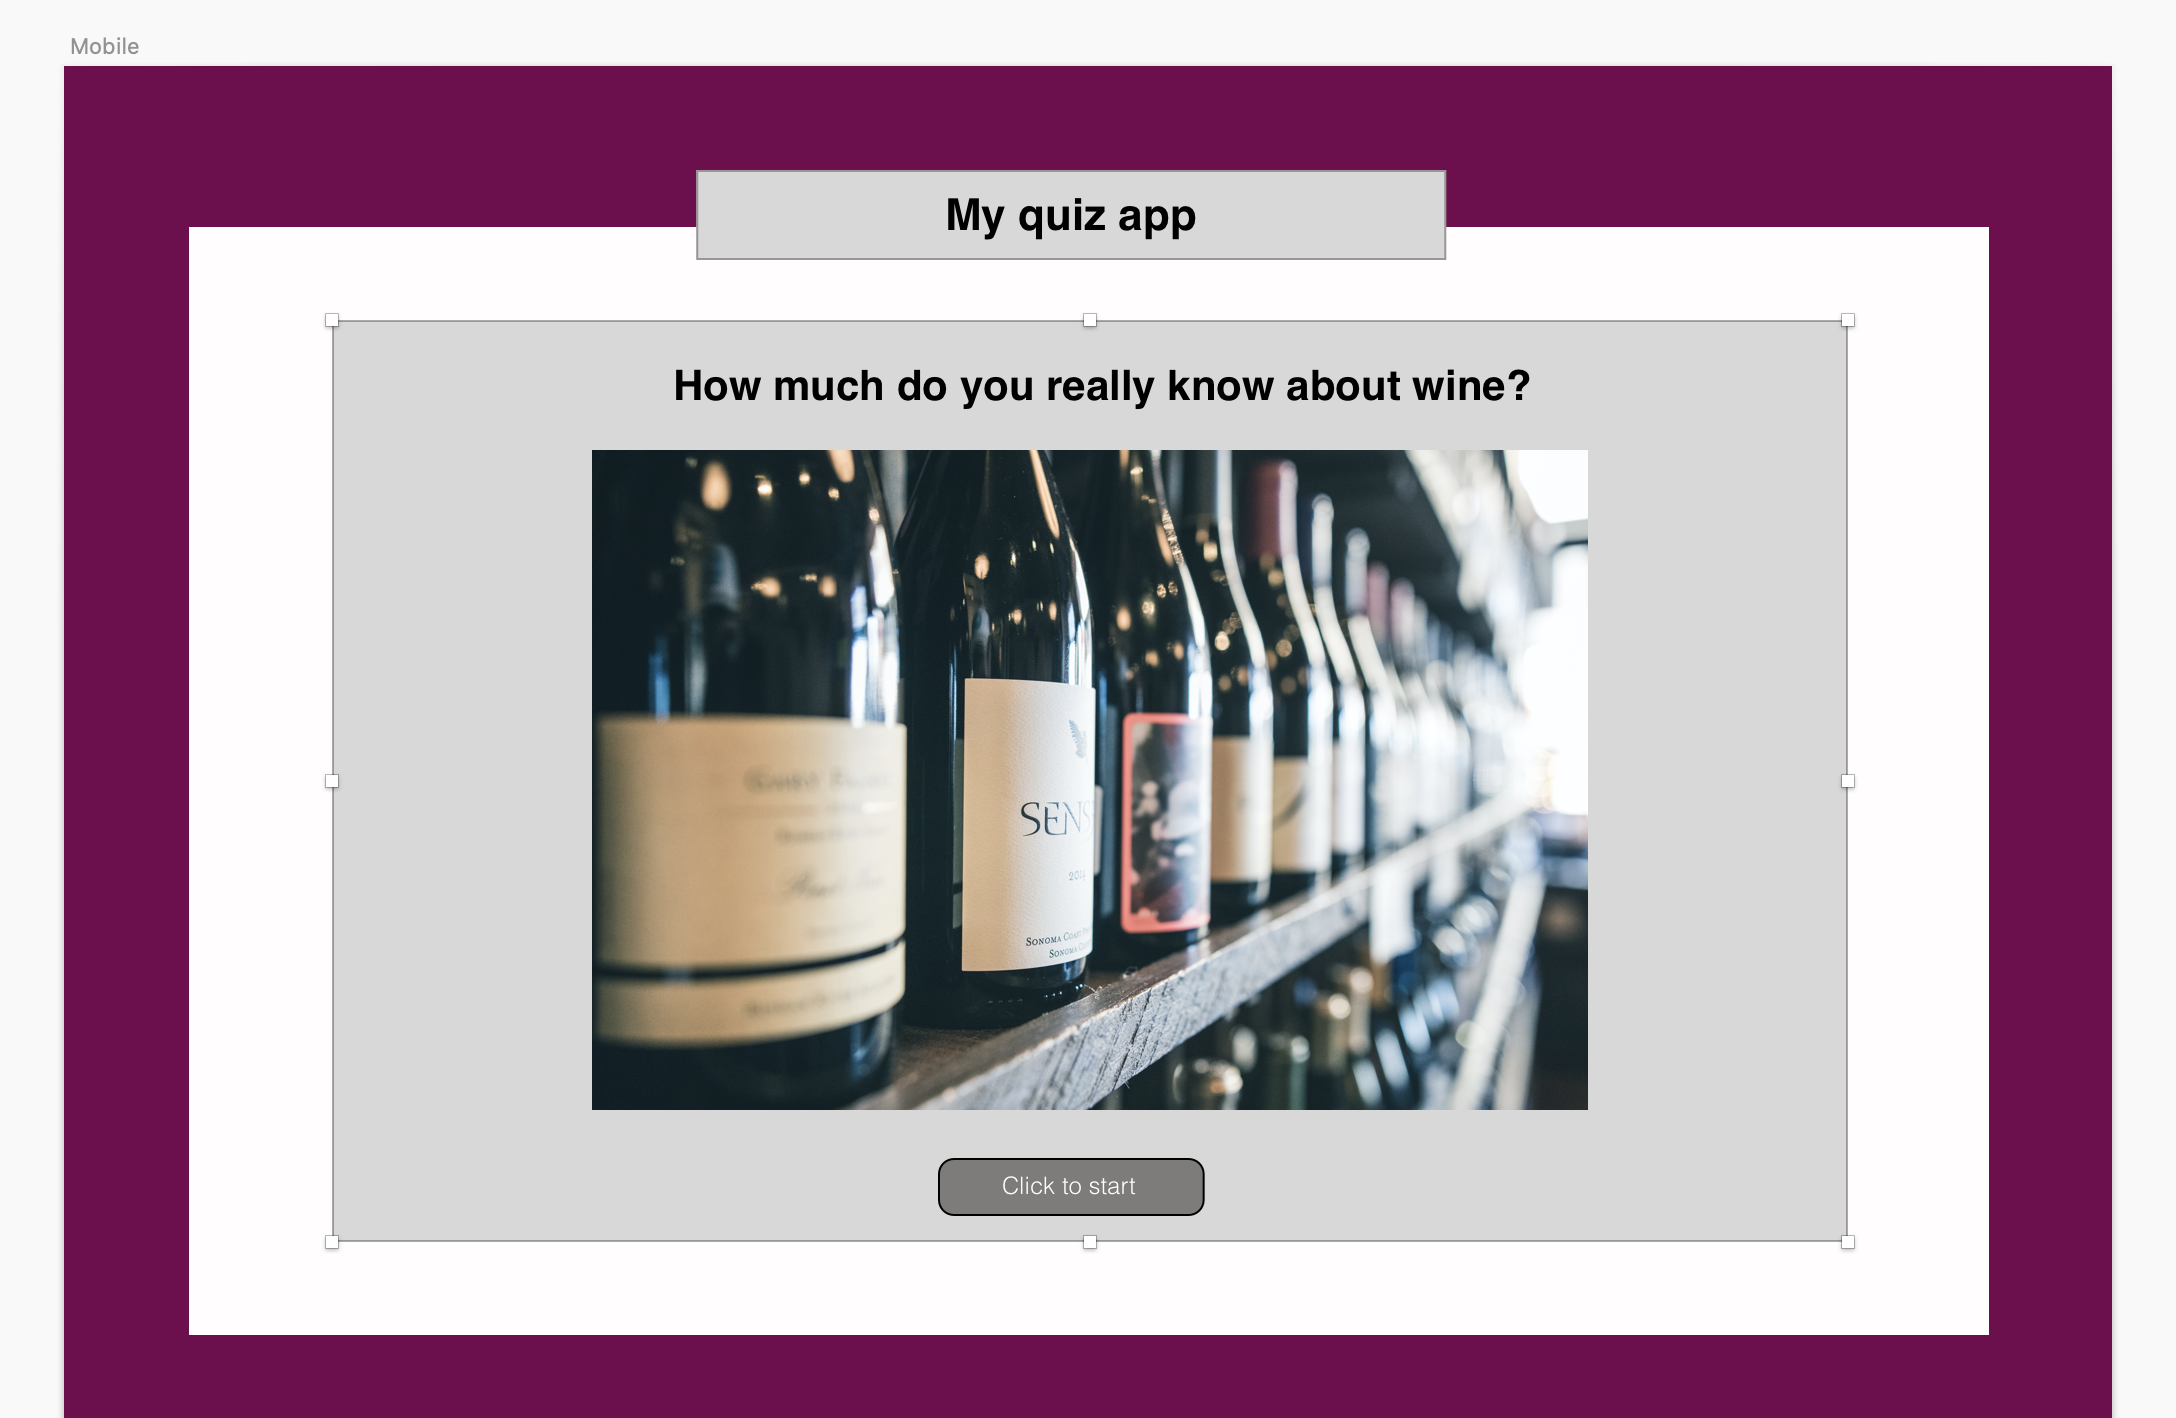 Mobile
My quiz app
How much do you really know about wine?
SENS
2014
SONOMA COAST
SONOMA
Click to start